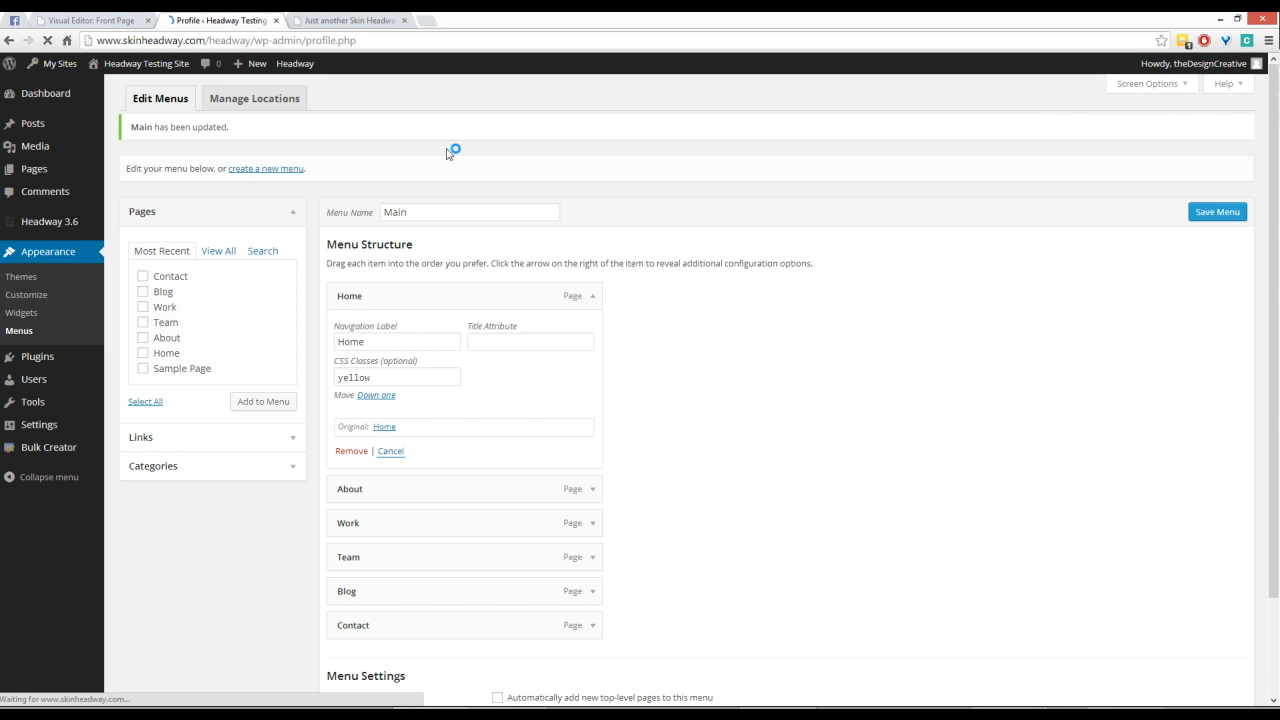 Visual Editor: Front Page
Profile ‹ Headway Testing
Just another Skin Headw
www.skinheadway.com/headway/wp-admin/profile.php
My Sites Headway Testing Site 0 New Headway Howdy, theDesignCreative
Dashboard
Posts
Media
Pages
Comments
Headway 3.6
Appearance
Themes
Customize
Widgets
Menus
Plugins
Users
Tools
Settings
Bulk Creator
Collapse menu
Screen Options Help
Edit Menus Manage Locations
Main has been updated.
Edit your menu below, or create a new menu.
Pages
Most Recent View All Search
Contact
Blog
Work
Team
About
Home
Sample Page
Select All Add to Menu
Links
Categories
Menu Name Main Save Menu
Menu Structure
Drag each item into the order you prefer. Click the arrow on the right of the item to reveal additional configuration options.
Home Page
Navigation Label Title Attribute
Home
CSS Classes (optional)
yellow
Move Down one
Original: Home
Remove | Cancel
About Page
Work Page
Team Page
Blog Page
Contact Page
Menu Settings
Automatically add new top-level pages to this menu
Waiting for www.skinheadway.com...